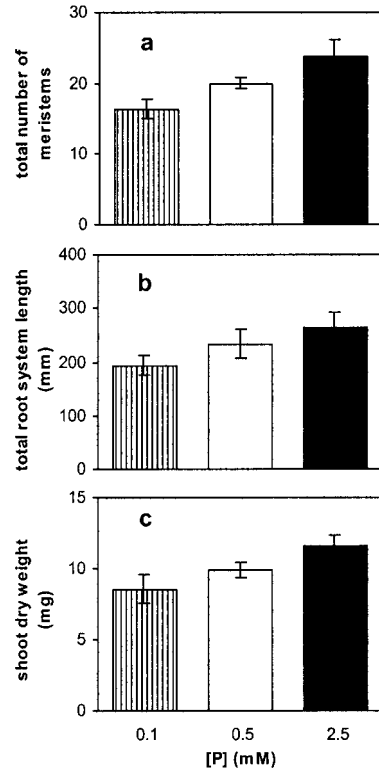 a
total number of
meristems
30
20
10
0
b
total root system length
(mm)
400
300
200
100
0
c
shoot dry weight
(mg)
15
10
5
0
0.1 0.5 2.5
[P] (mM)